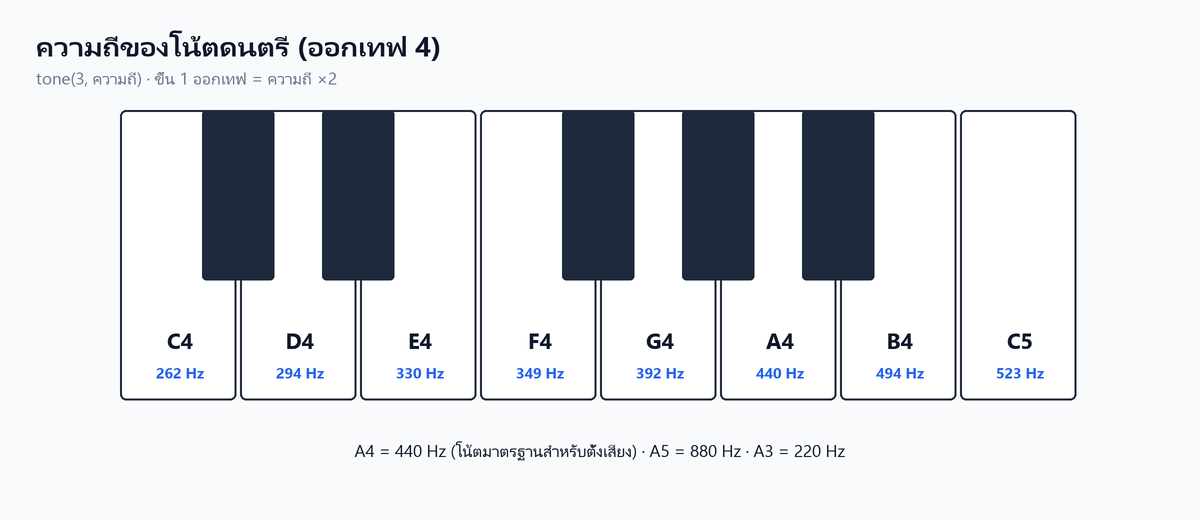 ความถี่ของโน้ตดนตรี (ออกเทฟ 4)
tone(3, ความถี่) · ขึ้น 1 ออกเทฟ = ความถี่ ×2
C4 D4 E4 F4 G4 A4 B4 C5
262 Hz 294 Hz 330 Hz 349 Hz 392 Hz 440 Hz 494 Hz 523 Hz
A4 = 440 Hz (โน้ตมาตรฐานสำหรับตั้งเสียง) · A5 = 880 Hz · A3 = 220 Hz